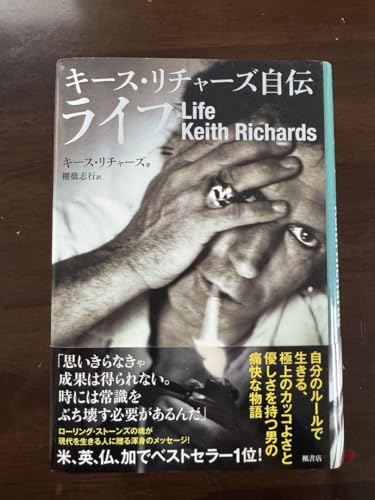 キース・リチャーズ自伝
ライフ
Life
Keith Richards
キース・リチャーズ著
棚橋志行訳
「思いきらなきゃ
成果は得られない。
時には常識を
ぶち壊す必要があるんだ」
ローリング・ストーンズの魂が
現代を生きる人に贈る渾身のメッセージ!
米、英、仏、加でベストセラー1位!
自分のルールで
生きる、
極上のカッコよさと
優しさを持つ男の
痛快な物語
楓書店